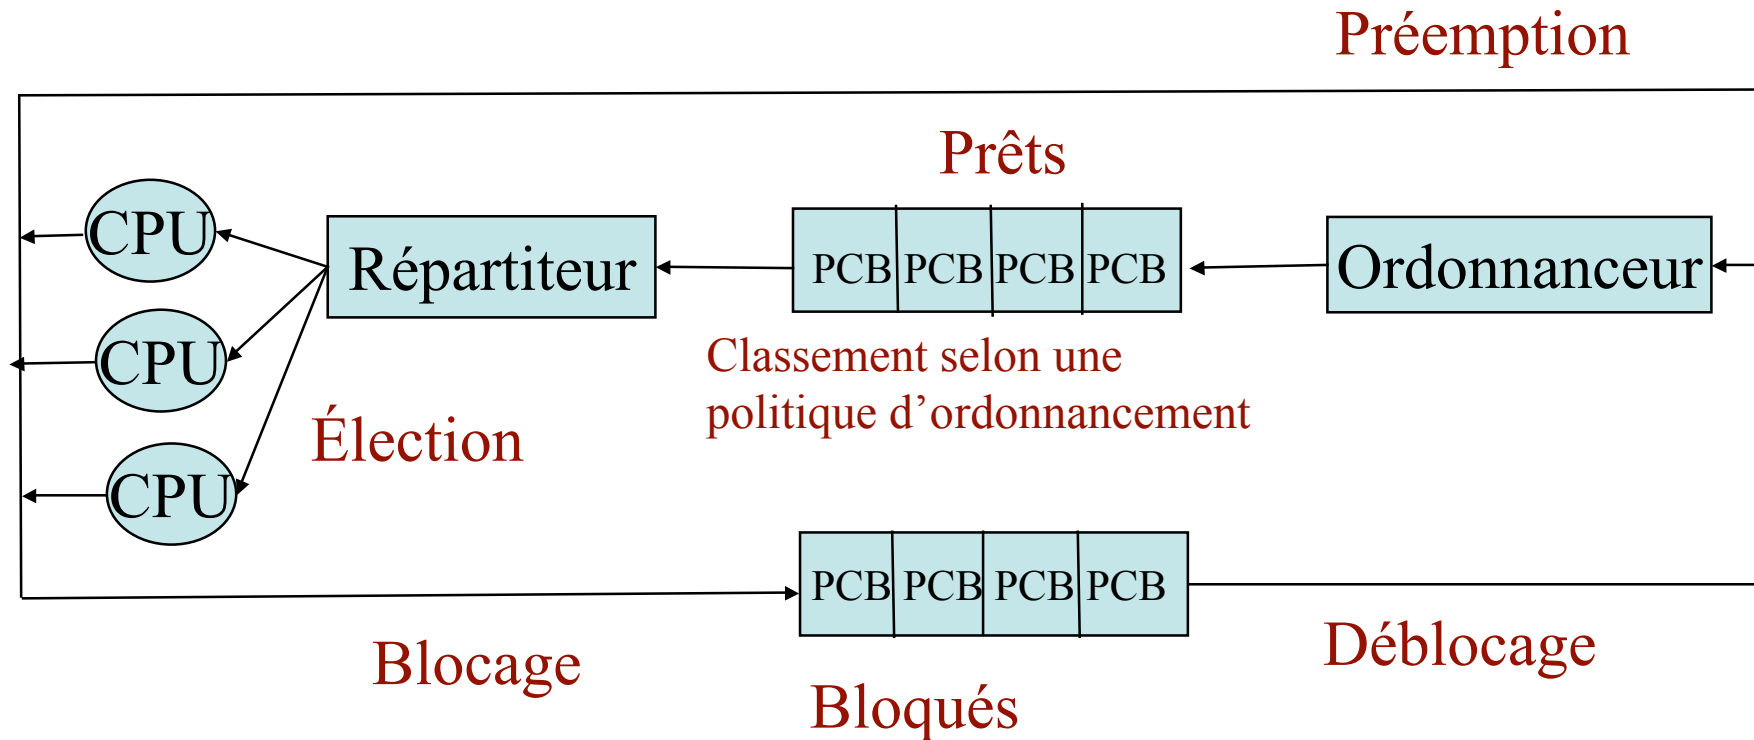 Préemption
Prêts
CPU
Répartiteur
PCB PCB PCB PCB
Ordonnanceur
CPU
Classement selon une
politique d’ordonnancement
Élection
CPU
PCB PCB PCB PCB
Blocage
Déblocage
Bloqués